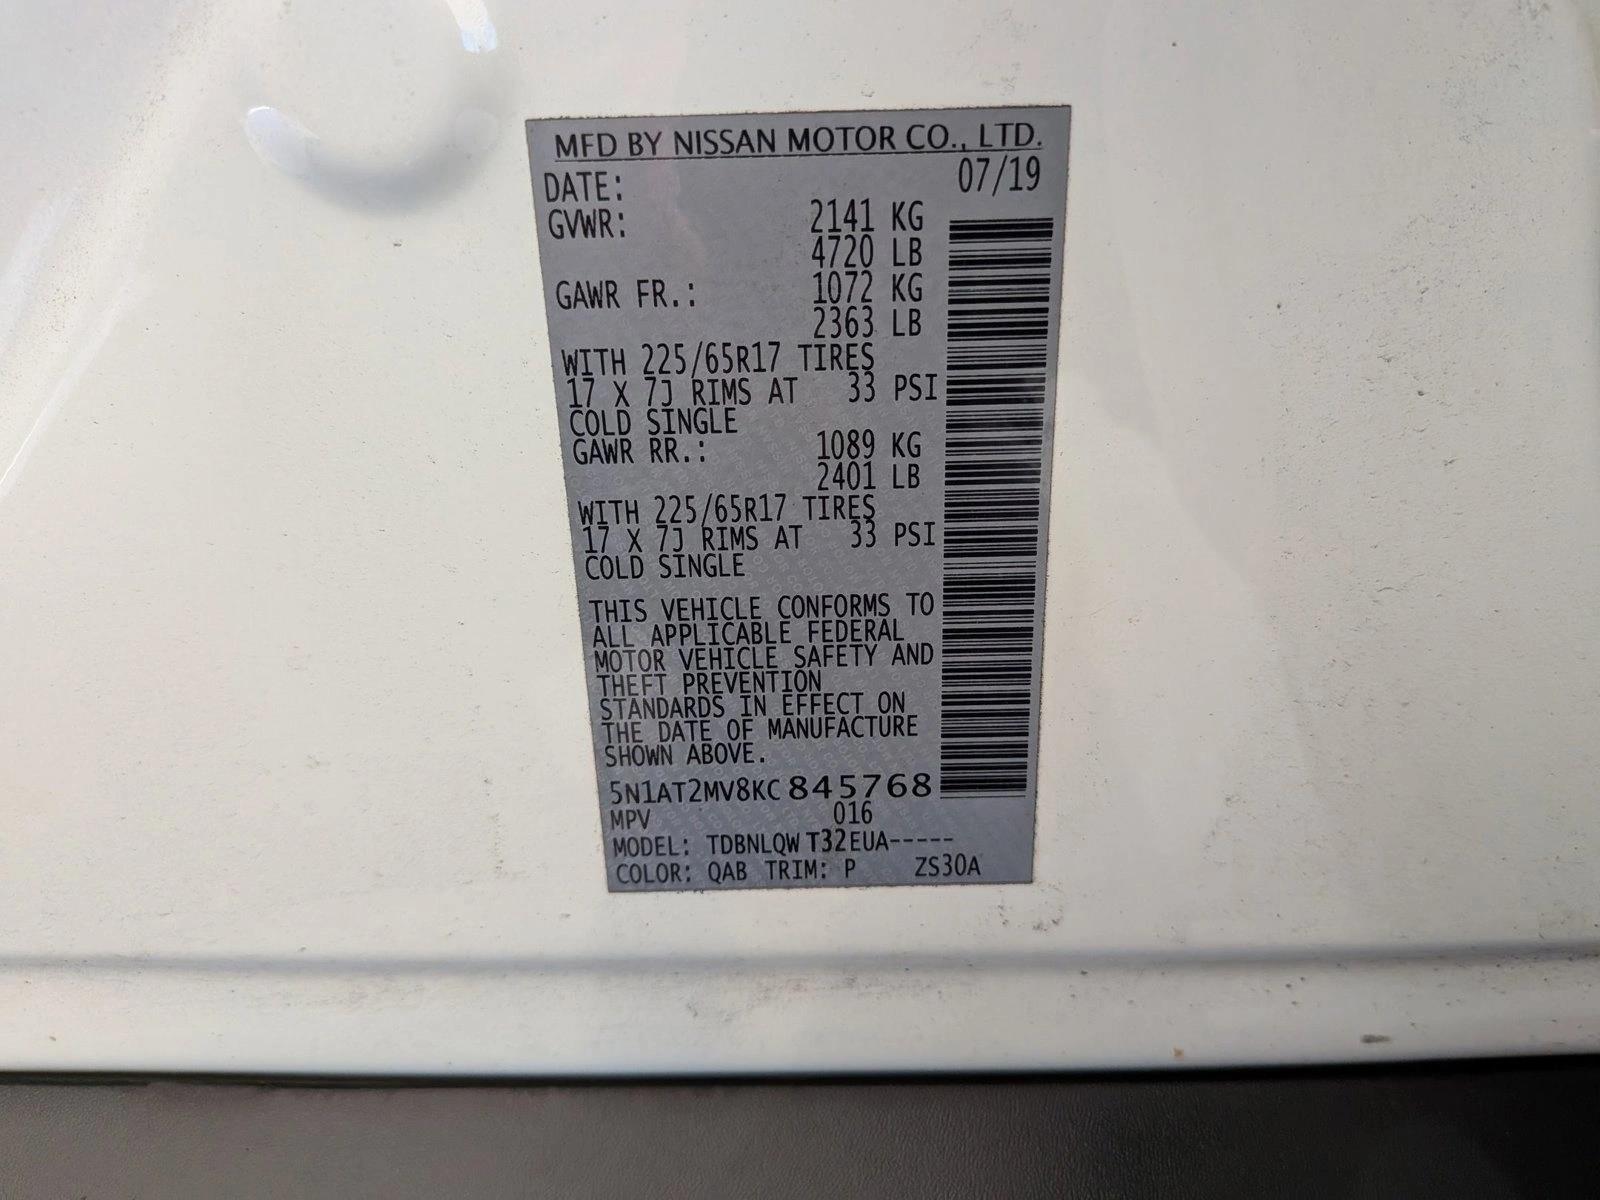 MFD BY NISSAN MOTOR CO., LTD.
DATE: 07/19
GVWR: 2141 KG
4720 LB
GAWR FR.: 1072 KG
2363 LB
WITH 225/65R17 TIRES
17 X 7J RIMS AT 33 PSI
COLD SINGLE
GAWR RR.: 1089 KG
2401 LB
WITH 225/65R17 TIRES
17 X 7J RIMS AT 33 PSI
COLD SINGLE
THIS VEHICLE CONFORMS TO
ALL APPLICABLE FEDERAL
MOTOR VEHICLE SAFETY AND
THEFT PREVENTION
STANDARDS IN EFFECT ON
THE DATE OF MANUFACTURE
SHOWN ABOVE.
5N1AT2MV8KC845768
MPV 016
MODEL: TDBNLQW T32EUA-----
COLOR: QAB TRIM: P ZS30A